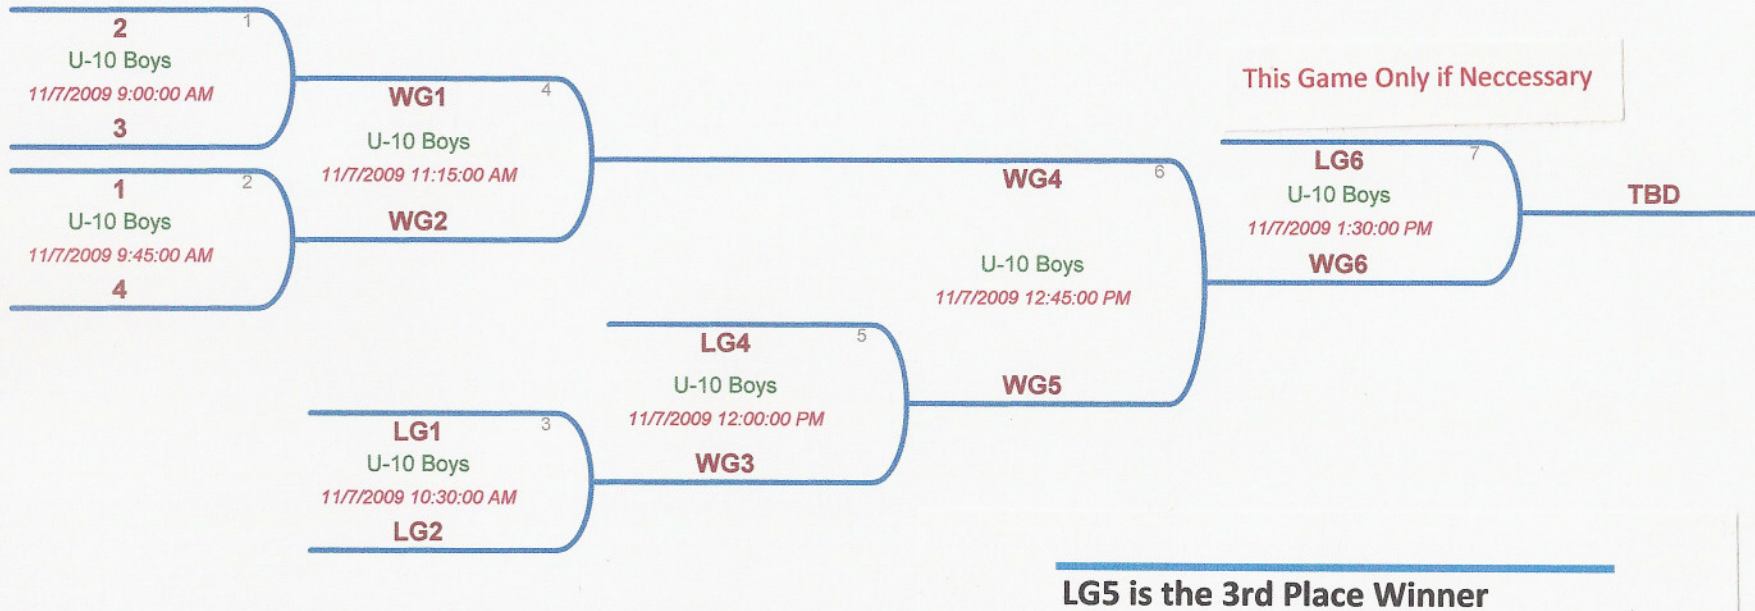 1
2
U-10 Boys
11/7/2009 9:00:00 AM
3
2
1
U-10 Boys
11/7/2009 9:45:00 AM
4
4
WG1
U-10 Boys
11/7/2009 11:15:00 AM
WG2
3
LG1
U-10 Boys
11/7/2009 10:30:00 AM
LG2
5
LG4
U-10 Boys
11/7/2009 12:00:00 PM
WG3
6
WG4
U-10 Boys
11/7/2009 12:45:00 PM
WG5
This Game Only if Neccessary
7
LG6
U-10 Boys
11/7/2009 1:30:00 PM
WG6
TBD
LG5 is the 3rd Place Winner